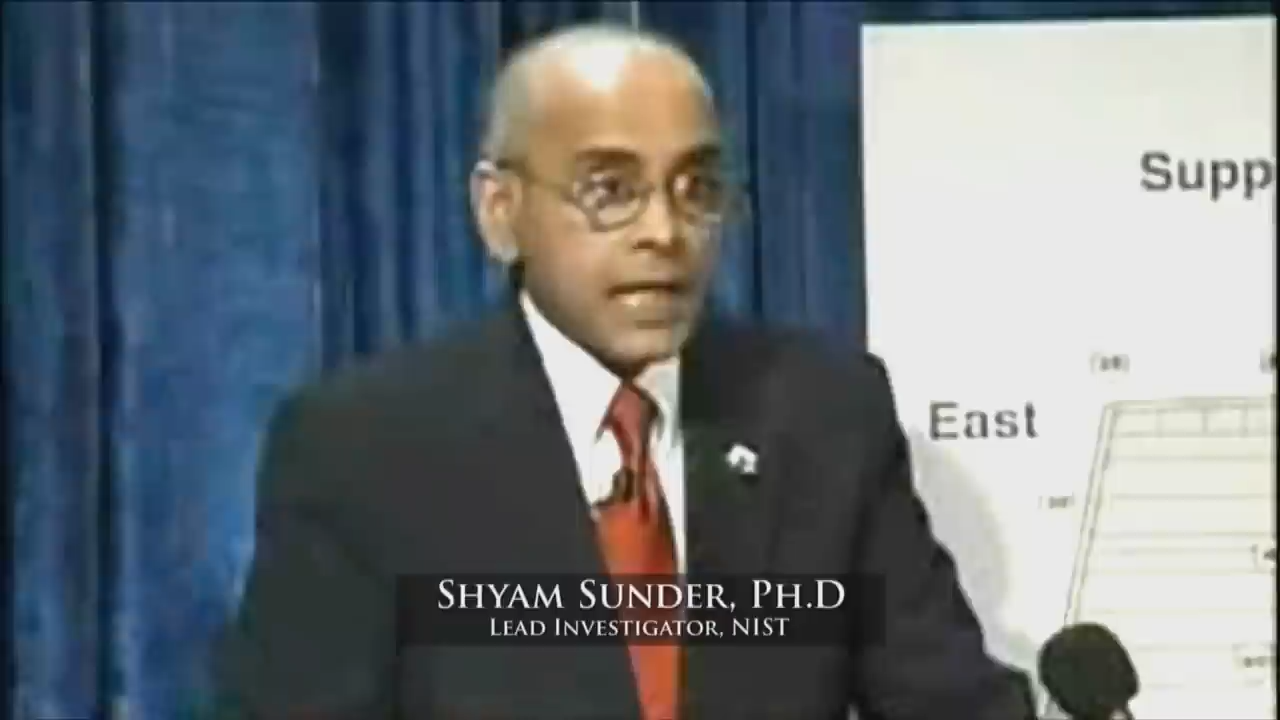 Supp
East
SHYAM SUNDER, PH.D
LEAD INVESTIGATOR, NIST